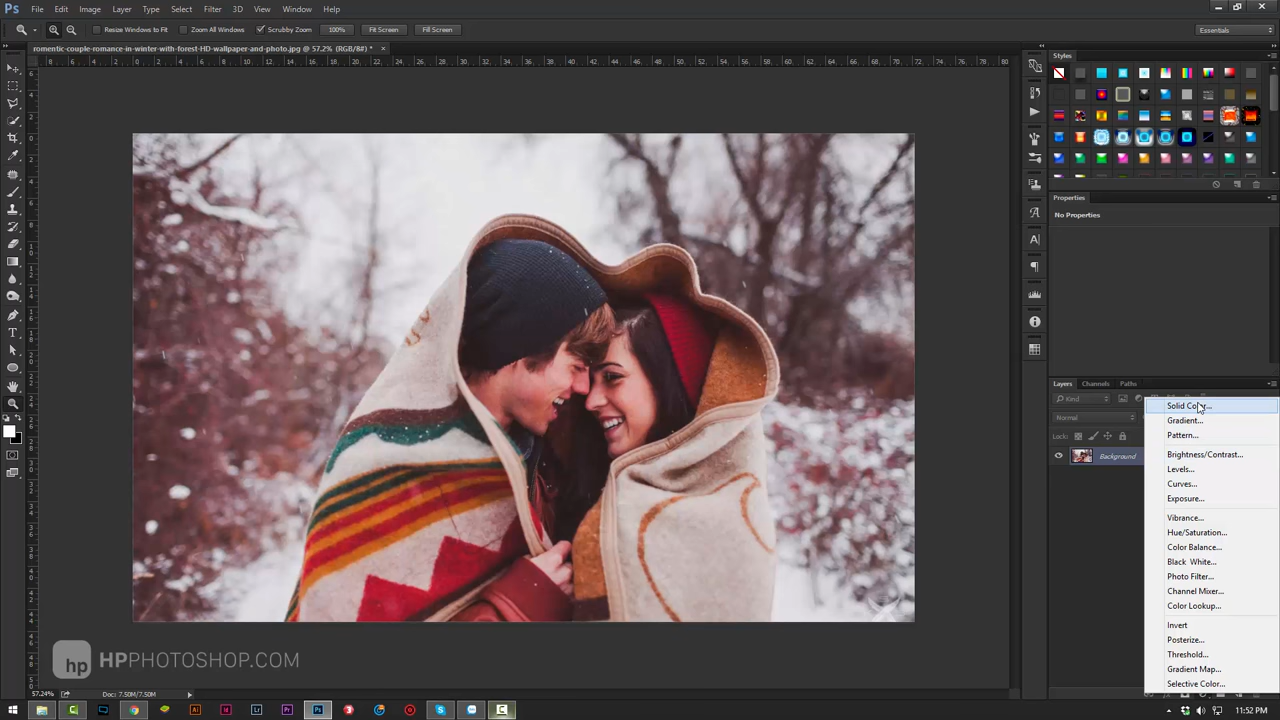 Ps File Edit Image Layer Type Select Filter 3D View Window Help
Resize Windows to Fit Zoom All Windows Scrubby Zoom 100% Fit Screen Fill Screen Essentials
romentic-couple-romance-in-winter-with-forest-HD-wallpaper-and-photo.jpg @ 57.2% (RGB/8#) *
Styles
Properties
No Properties
Layers Channels Paths
Kind
Normal
Lock:
Background
Solid Color...
Gradient...
Pattern...
Brightness/Contrast...
Levels...
Curves...
Exposure...
Vibrance...
Hue/Saturation...
Color Balance...
Black White...
Photo Filter...
Channel Mixer...
Color Lookup...
Invert
Posterize...
Threshold...
Gradient Map...
Selective Color...
hp HPPHOTOSHOP.COM
57.24% Doc: 7.50M/7.50M
11:52 PM